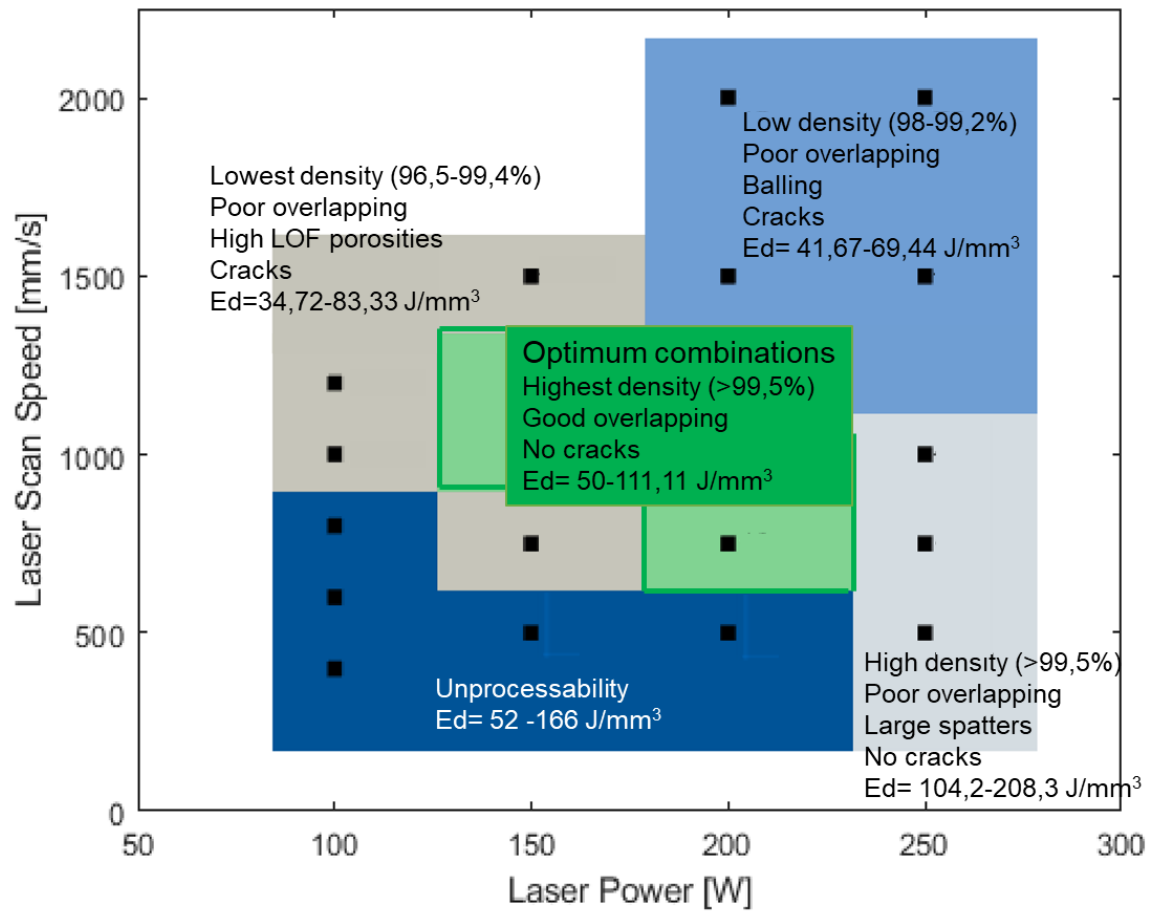 2000
1500
1000
500
0
Laser Scan Speed [mm/s]
Lowest density (96,5-99,4%)
Poor overlapping
High LOF porosities
Cracks
Ed=34,72-83,33 J/mm³
Low density (98-99,2%)
Poor overlapping
Balling
Cracks
Ed= 41,67-69,44 J/mm³
Optimum combinations
Highest density (>99,5%)
Good overlapping
No cracks
Ed= 50-111,11 J/mm³
Unprocessability
Ed= 52 -166 J/mm³
High density (>99,5%)
Poor overlapping
Large spatters
No cracks
Ed= 104,2-208,3 J/mm³
50 100 150 200 250 300
Laser Power [W]